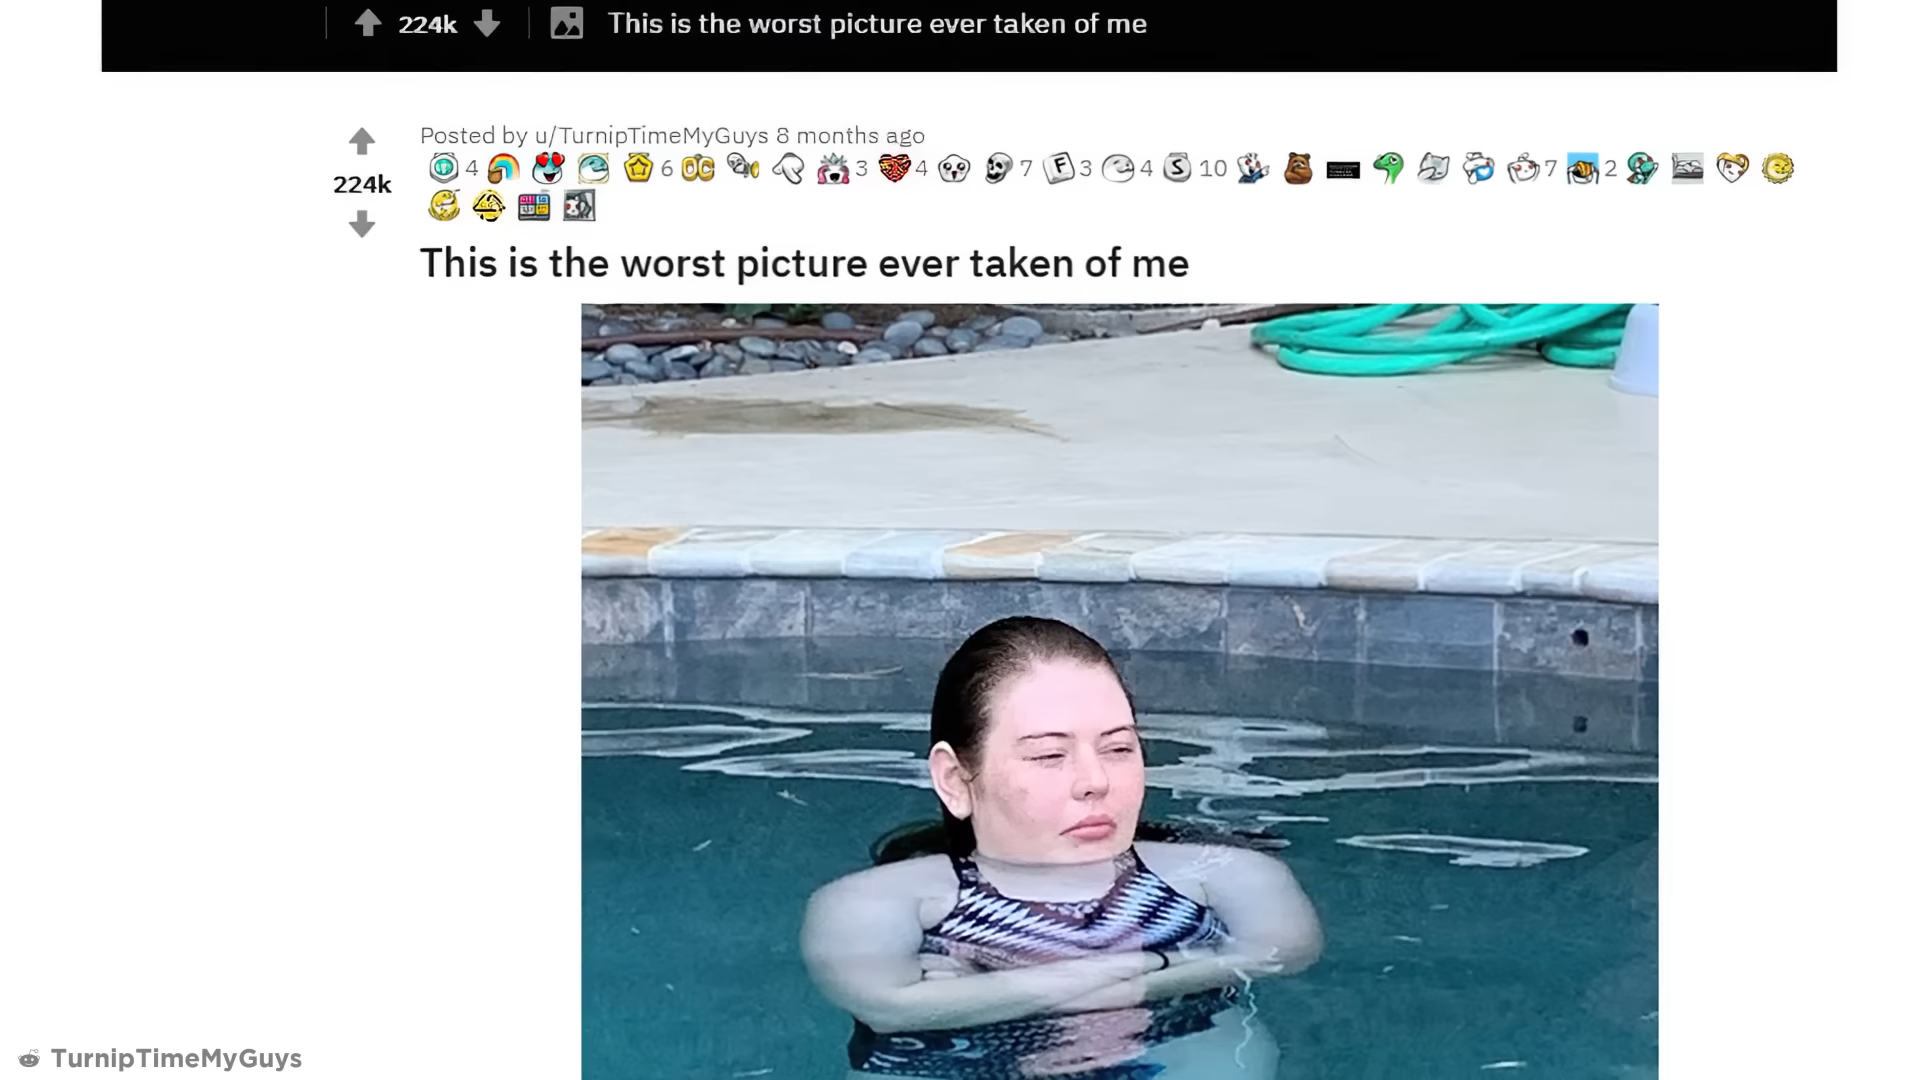 224k This is the worst picture ever taken of me
Posted by u/TurnipTimeMyGuys 8 months ago
4 6 3 4 7 F 3 4 S 10 7 2
224k
This is the worst picture ever taken of me
TurnipTimeMyGuys